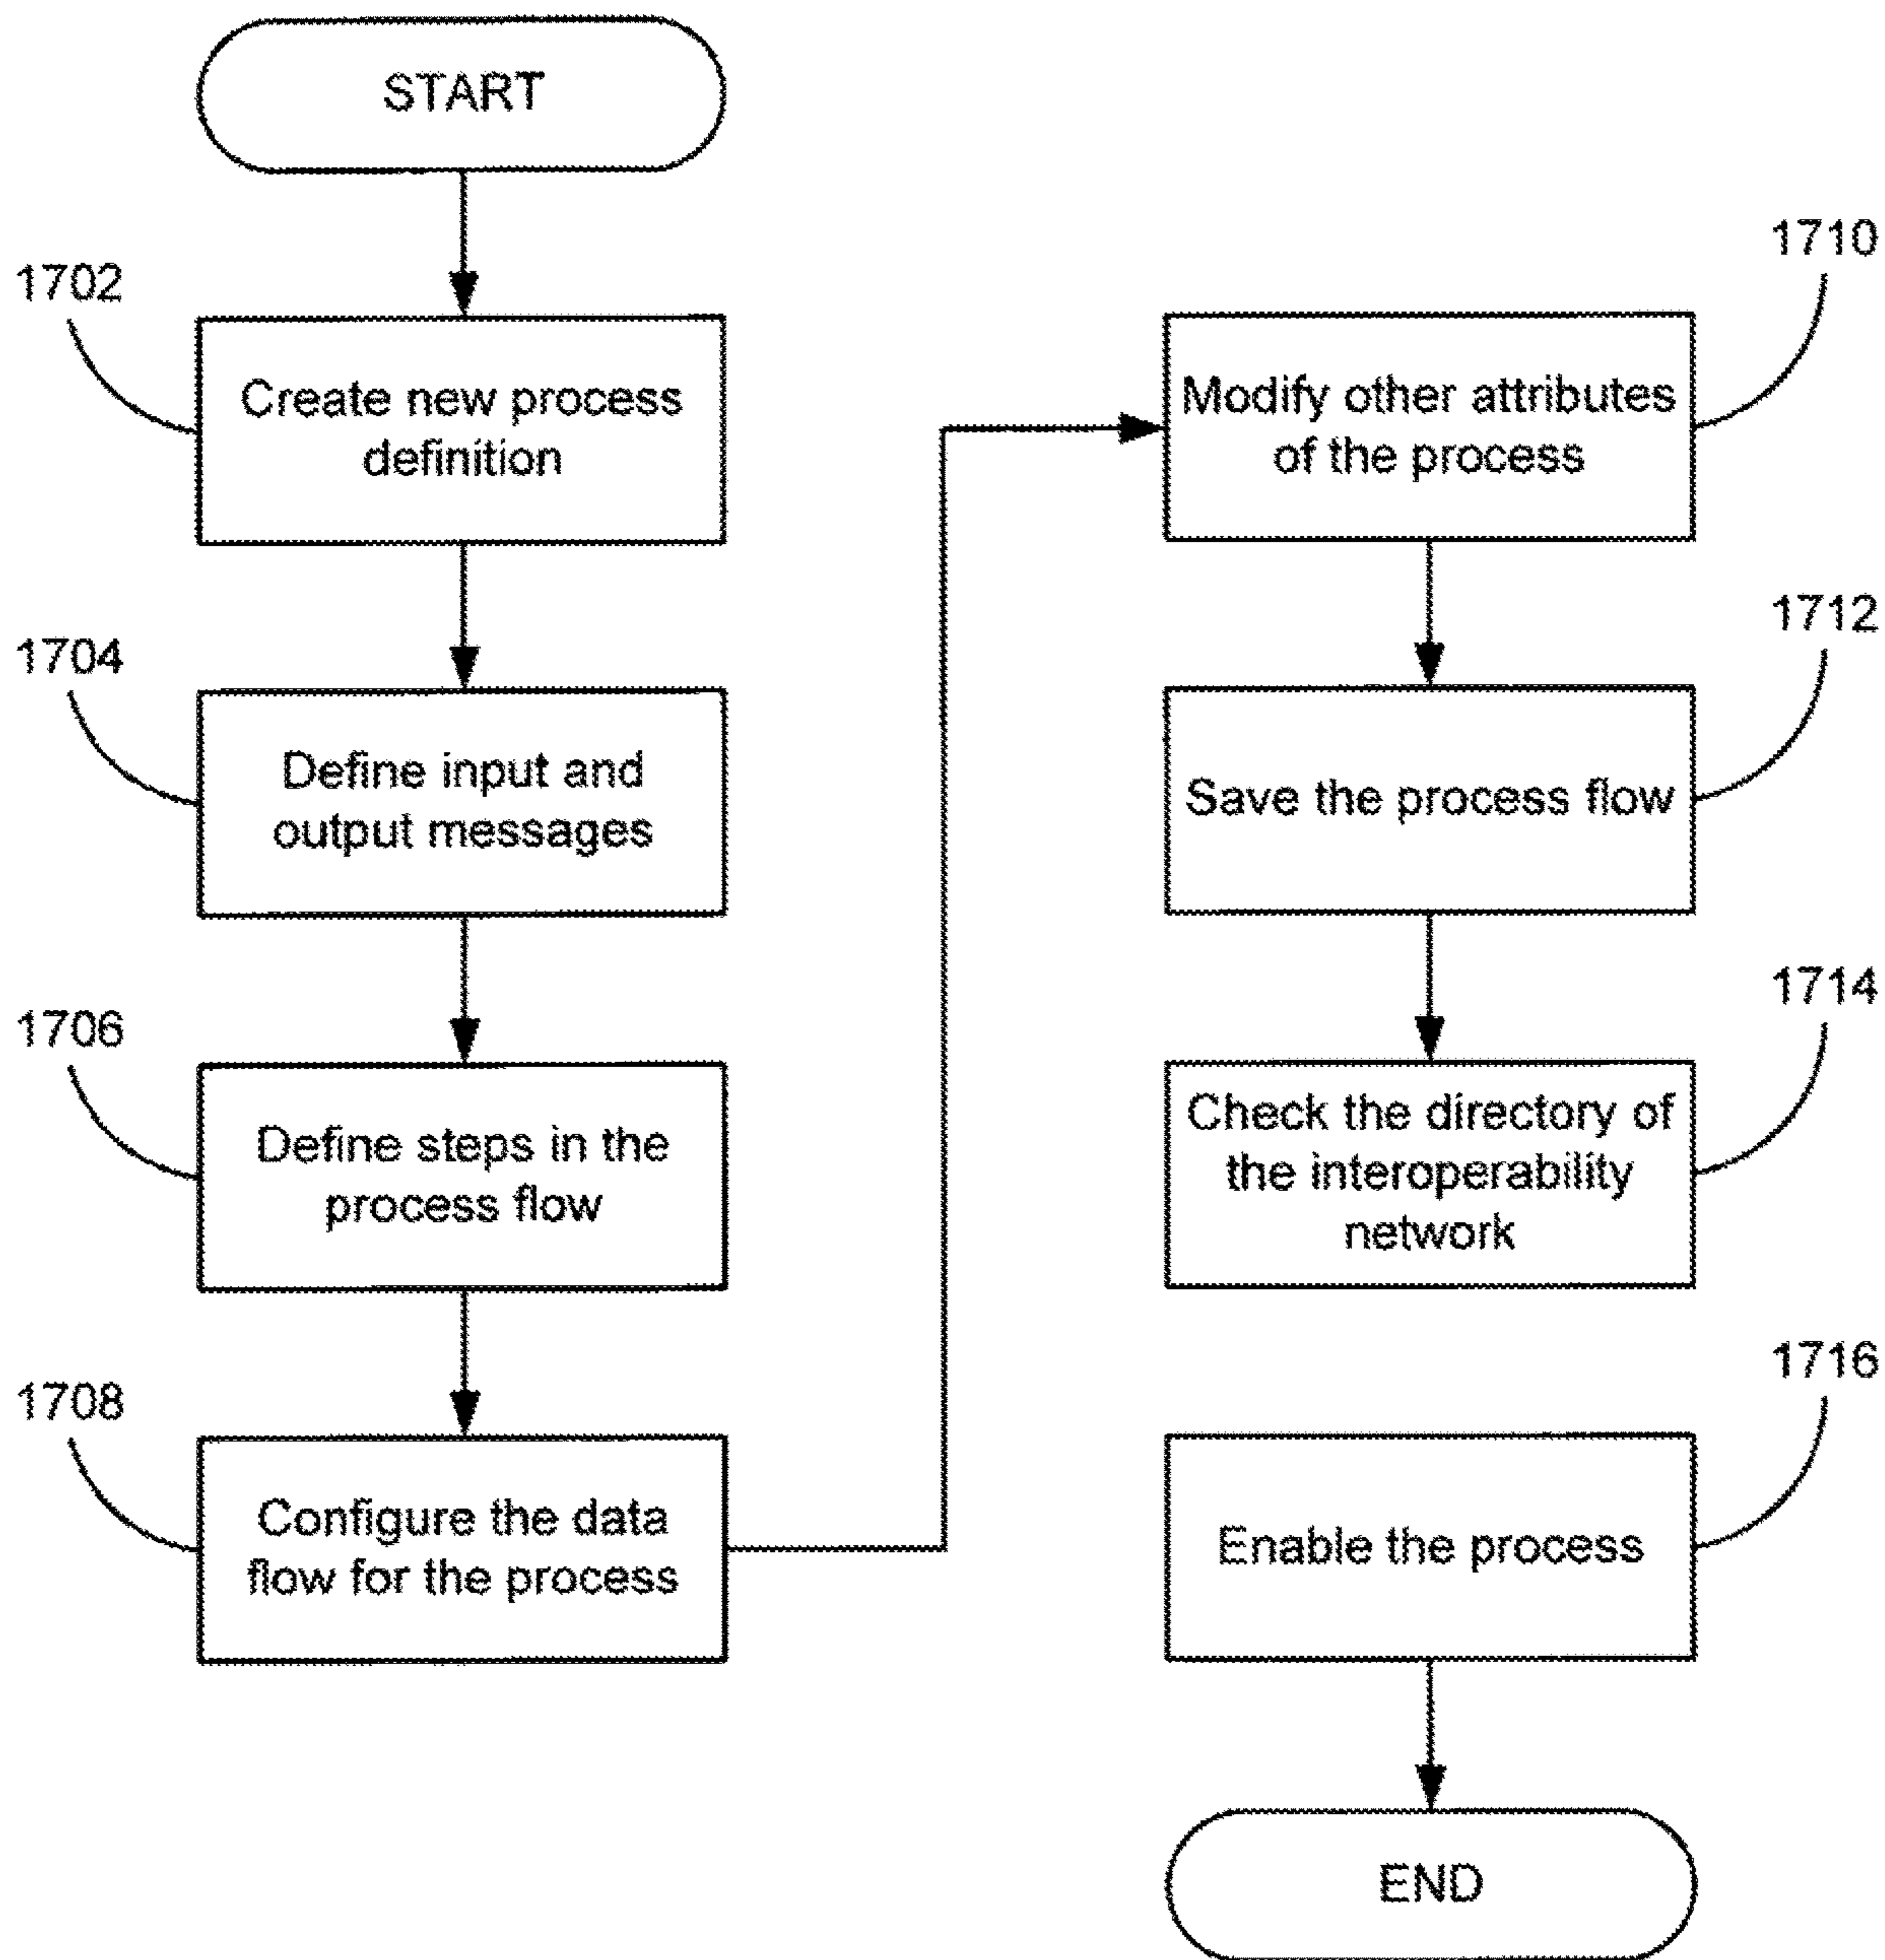 START
1702
Create new process
definition
1704
Define input and
output messages
1706
Define steps in the
process flow
1708
Configure the data
flow for the process
1710
Modify other attributes
of the process
1712
Save the process flow
1714
Check the directory of
the interoperability
network
1716
Enable the process
END